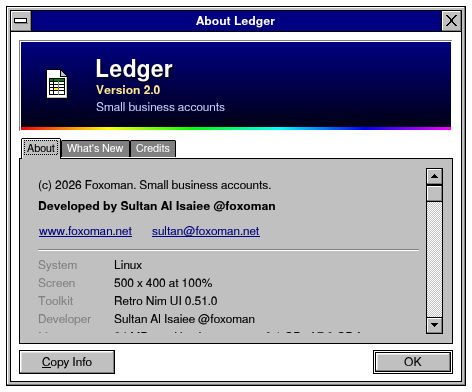 About Ledger
Ledger
Version 2.0
Small business accounts
About What's New Credits
(c) 2026 Foxoman. Small business accounts.
Developed by Sultan Al Isaiee @foxoman
www.foxoman.net sultan@foxoman.net
System Linux
Screen 500 x 400 at 100%
Toolkit Retro Nim UI 0.51.0
Developer Sultan Al Isaiee @foxoman
Copy Info OK